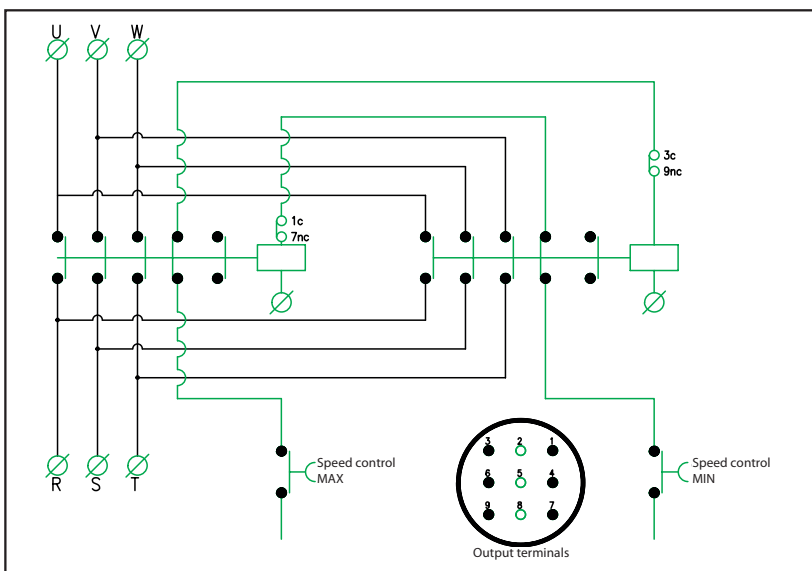 U V W
3c
9nc
1c
7nc
R S T
Speed control
MAX
3 2 1
6 5 4
9 8 7
Output terminals
Speed control
MIN